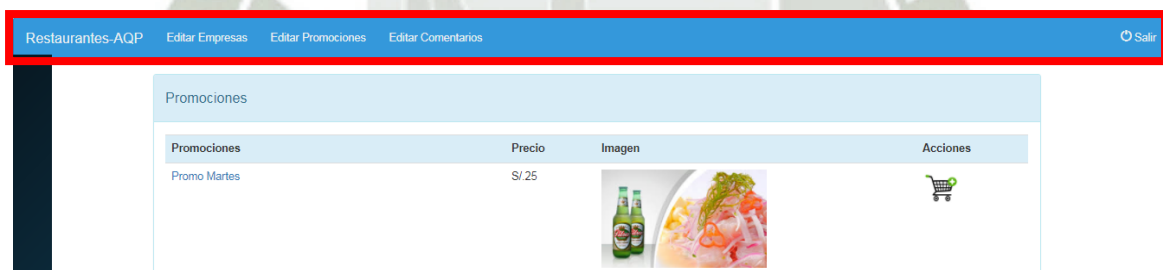 Restaurantes-AQP Editar Empresas Editar Promociones Editar Comentarios Salir
Promociones
Promociones Precio Imagen Acciones
Promo Martes S/.25